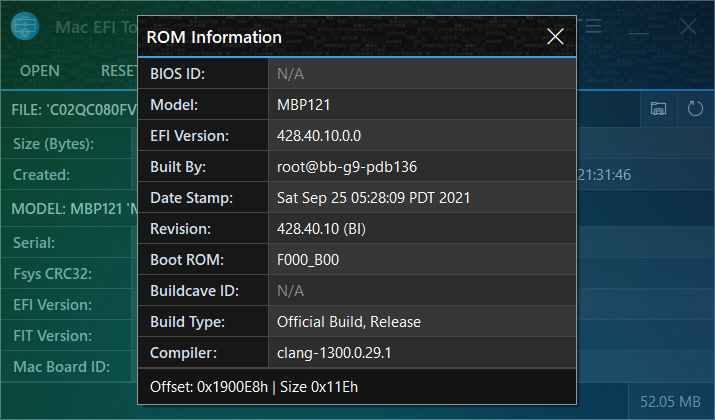 Mac EFI To
ROM Information
OPEN
RESE
BIOS ID: N/A
FILE: 'C02QC080FV
Model: MBP121
Size (Bytes):
EFI Version: 428.40.10.0.0
Created:
Built By: root@bb-g9-pdb136
21:31:46
Date Stamp: Sat Sep 25 05:28:09 PDT 2021
MODEL: MBP121 'M
Revision: 428.40.10 (BI)
Serial:
Boot ROM: F000_B00
Fsys CRC32:
Buildcave ID: N/A
EFI Version:
Build Type: Official Build, Release
FIT Version:
Compiler: clang-1300.0.29.1
Mac Board ID:
Offset: 0x1900E8h | Size 0x11Eh
52.05 MB